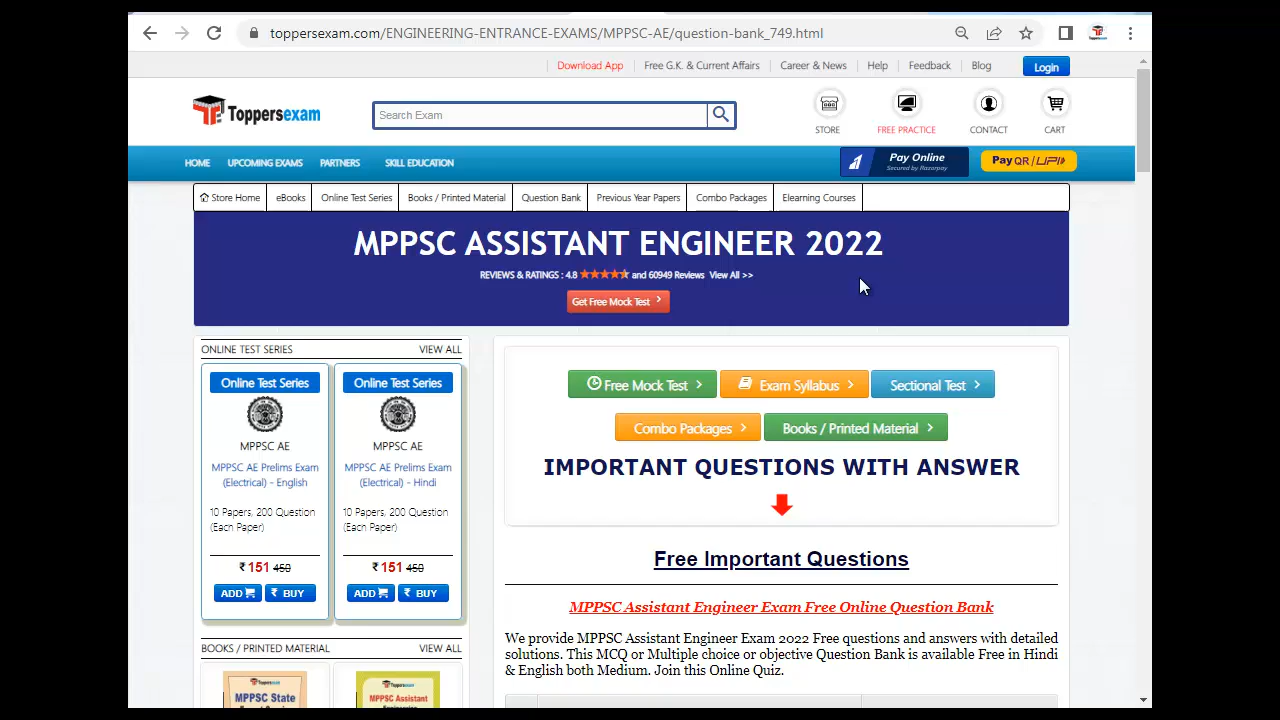 toppersexam.com/ENGINEERING-ENTRANCE-EXAMS/MPPSC-AE/question-bank_749.html
Download App | Free G.K. & Current Affairs | Career & News | Help | Feedback | Blog Login
Toppersexam
Search Exam
STORE FREE PRACTICE CONTACT CART
HOME UPCOMING EXAMS PARTNERS SKILL EDUCATION
Pay Online
Secured by Razorpay
Pay QR / UPI
Store Home eBooks Online Test Series Books / Printed Material Question Bank Previous Year Papers Combo Packages Elearning Courses
MPPSC ASSISTANT ENGINEER 2022
REVIEWS & RATINGS : 4.8 and 60949 Reviews View All >>
Get Free Mock Test
ONLINE TEST SERIES VIEW ALL
Online Test Series
MPPSC AE
MPPSC AE Prelims Exam
(Electrical) - English
10 Papers, 200 Question
(Each Paper)
₹ 151 450
ADD ₹ BUY
Online Test Series
MPPSC AE
MPPSC AE Prelims Exam
(Electrical) - Hindi
10 Papers, 200 Question
(Each Paper)
₹ 151 450
ADD ₹ BUY
BOOKS / PRINTED MATERIAL VIEW ALL
Toppersexam
MPPSC State
Toppersexam
MPPSC Assistant
Free Mock Test Exam Syllabus Sectional Test
Combo Packages Books / Printed Material
IMPORTANT QUESTIONS WITH ANSWER
Free Important Questions
MPPSC Assistant Engineer Exam Free Online Question Bank
We provide MPPSC Assistant Engineer Exam 2022 Free questions and answers with detailed
solutions. This MCQ or Multiple choice or objective Question Bank is available Free in Hindi
& English both Medium. Join this Online Quiz.